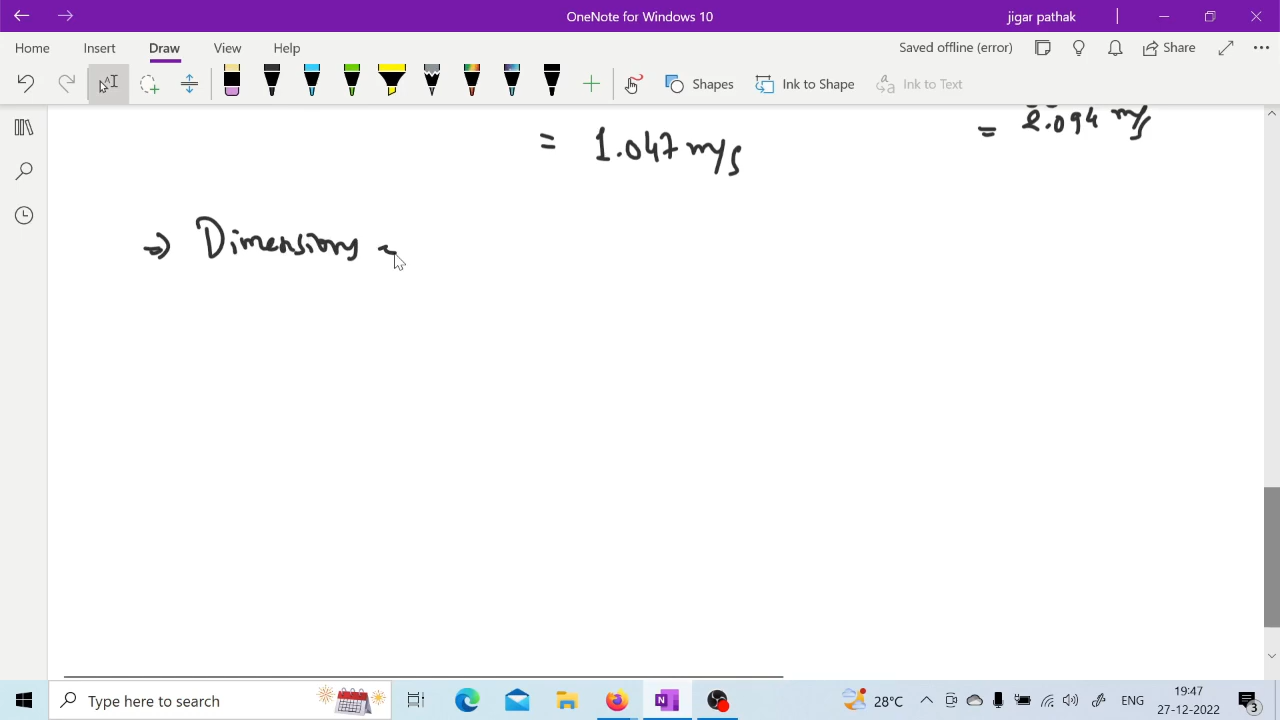 OneNote for Windows 10
jigar pathak
Home Insert Draw View Help
Saved offline (error)
Share
Shapes
Ink to Shape
Ink to Text
= 1.047 m/s
= 2.094 m/s
⇒ Dimensions
Type here to search
28°C
ENG
19:47
27-12-2022
3